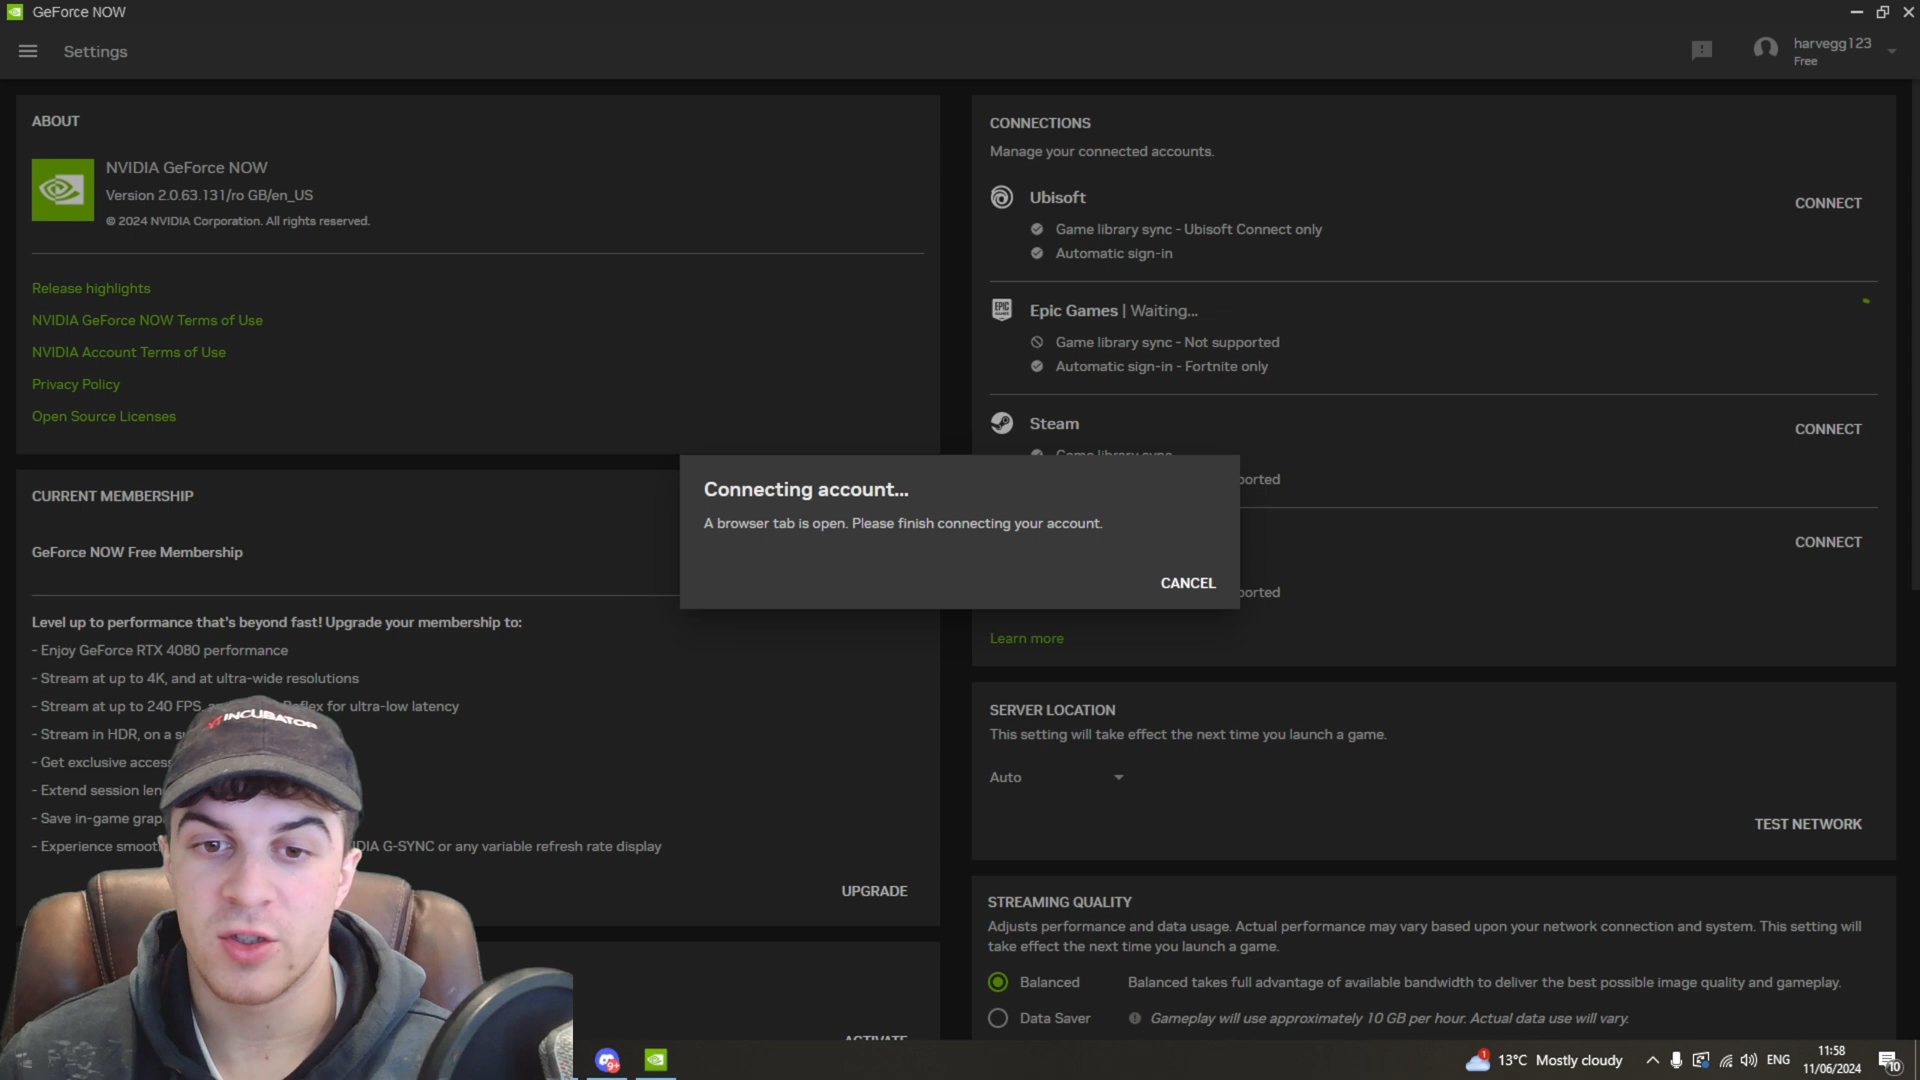 GeForce NOW
Settings
harvegg123
Free
ABOUT
NVIDIA GeForce NOW
Version 2.0.63.131/ro GB/en_US
© 2024 NVIDIA Corporation. All rights reserved.
Release highlights
NVIDIA GeForce NOW Terms of Use
NVIDIA Account Terms of Use
Privacy Policy
Open Source Licenses
CONNECTIONS
Manage your connected accounts.
Ubisoft
CONNECT
Game library sync - Ubisoft Connect only
Automatic sign-in
EPIC GAMES
Epic Games | Waiting...
Game library sync - Not supported
Automatic sign-in - Fortnite only
Steam
CONNECT
Game library sync
ported
CONNECT
ported
Learn more
Connecting account...
A browser tab is open. Please finish connecting your account.
CANCEL
CURRENT MEMBERSHIP
GeForce NOW Free Membership
Level up to performance that's beyond fast! Upgrade your membership to:
- Enjoy GeForce RTX 4080 performance
- Stream at up to 4K, and at ultra-wide resolutions
- Stream at up to 240 FPS, Reflex for ultra-low latency
- Stream in HDR, on a
- Get exclusive access
- Extend session len
- Save in-game grap
- Experience smoot DIA G-SYNC or any variable refresh rate display
UPGRADE
ACTIVATE
YTINCUBATOR
SERVER LOCATION
This setting will take effect the next time you launch a game.
Auto
TEST NETWORK
STREAMING QUALITY
Adjusts performance and data usage. Actual performance may vary based upon your network connection and system. This setting will
take effect the next time you launch a game.
Balanced
Balanced takes full advantage of available bandwidth to deliver the best possible image quality and gameplay.
Data Saver
Gameplay will use approximately 10 GB per hour. Actual data use will vary.
9+
1
13°C Mostly cloudy
ENG
11:58
11/06/2024
10